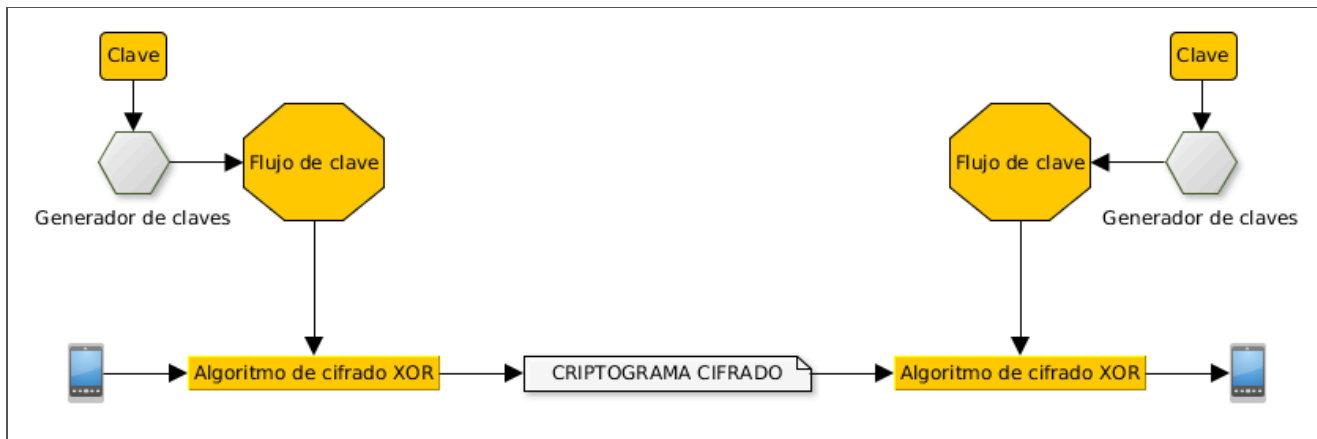 Clave
Clave
Flujo de clave
Flujo de clave
Generador de claves
Generador de claves
Algoritmo de cifrado XOR
CRIPTOGRAMA CIFRADO
Algoritmo de cifrado XOR